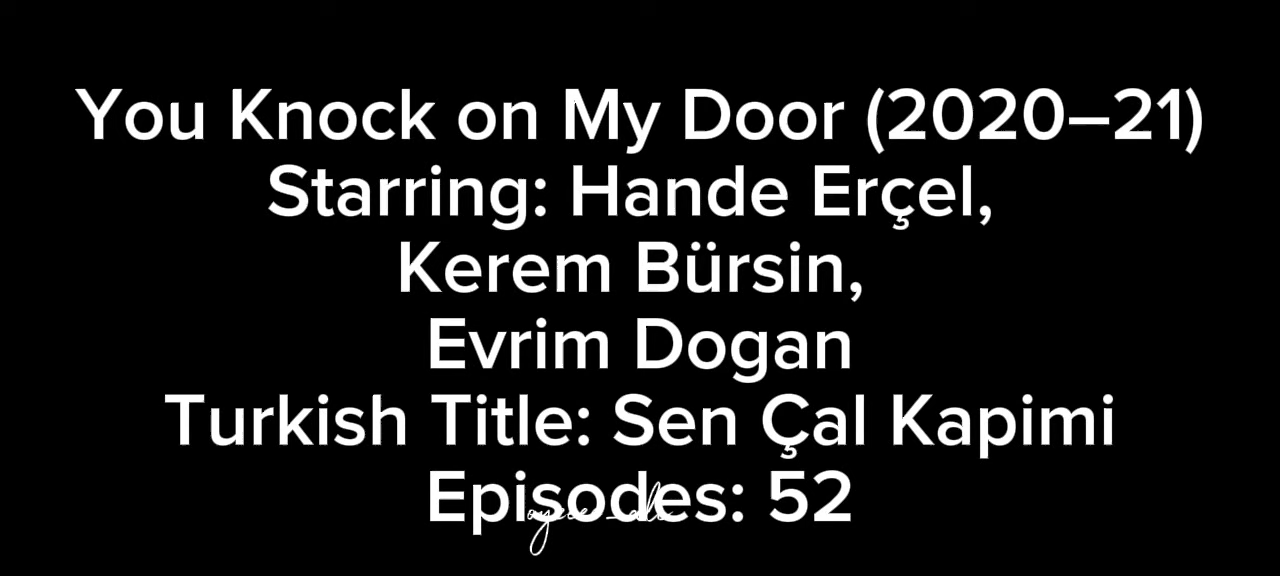 You Knock on My Door (2020–21)
Starring: Hande Erçel,
Kerem Bürsin,
Evrim Dogan
Turkish Title: Sen Çal Kapimi
Episodes: 52